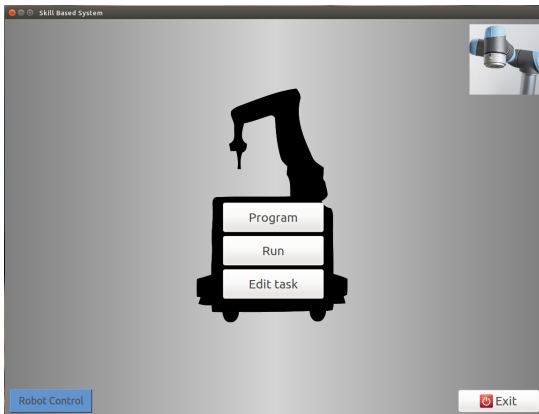 Skill Based System
Program
Run
Edit task
Robot Control
Exit